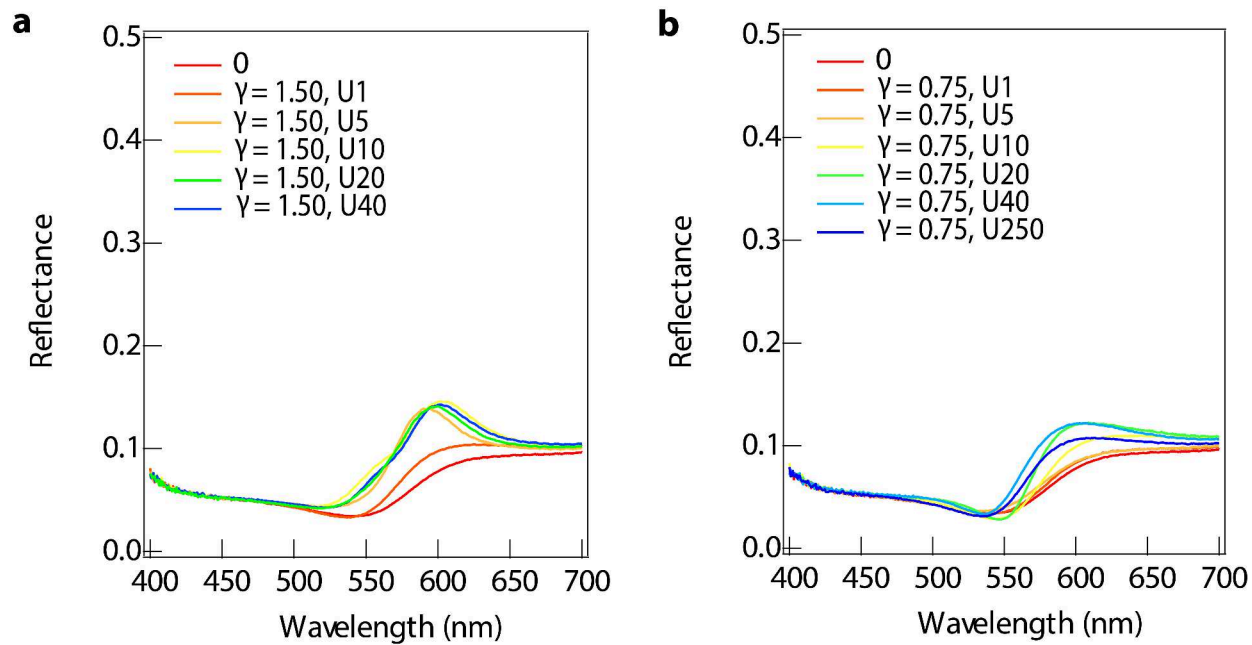 a
0.5
0.4
0.3
0.2
0.1
0.0
Reflectance
0
γ = 1.50, U1
γ = 1.50, U5
γ = 1.50, U10
γ = 1.50, U20
γ = 1.50, U40
400 450 500 550 600 650 700
Wavelength (nm)
b
0.5
0.4
0.3
0.2
0.1
0.0
Reflectance
0
γ = 0.75, U1
γ = 0.75, U5
γ = 0.75, U10
γ = 0.75, U20
γ = 0.75, U40
γ = 0.75, U250
400 450 500 550 600 650 700
Wavelength (nm)